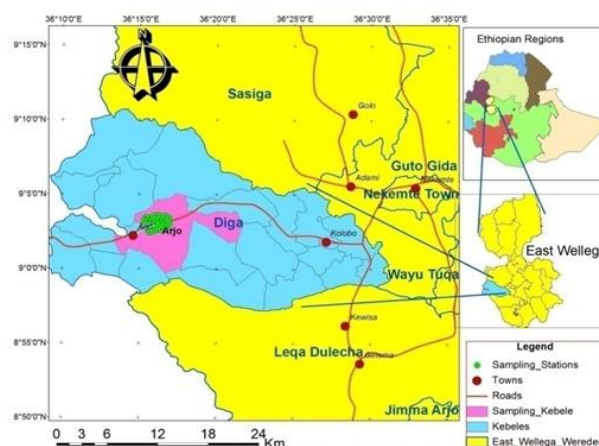 36°10'0"E 36°15'0"E 36°20'0"E 36°25'0"E 36°30'0"E 36°35'0"E
9°15'0"N
9°10'0"N
9°5'0"N
9°0'0"N
8°55'0"N
8°50'0"N
Sasiga
Golo
Adami
Guto Gida
Nekemte Town
Diga
Arjo
Kolobo
Wayu Tuqa
Kewisa
Leqa Dulecha
Jimma Arjo
0 3 6 12 18 24
Km
Ethiopian Regions
East Wellega
Legend
Sampling_Stations
Towns
Roads
Sampling_Kebele
Kebeles
East_Wellega_Weredes